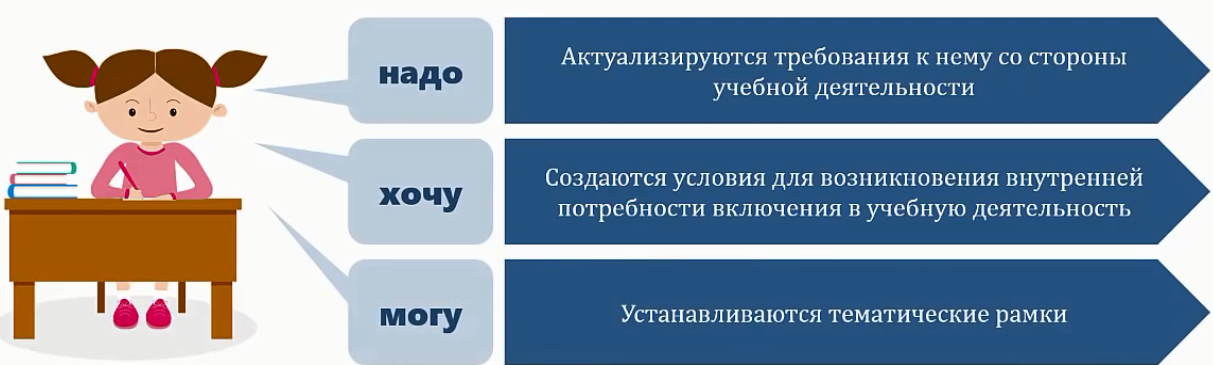 надо
Актуализируются требования к нему со стороны
учебной деятельности
хочу
Создаются условия для возникновения внутренней
потребности включения в учебную деятельность
могу
Устанавливаются тематические рамки